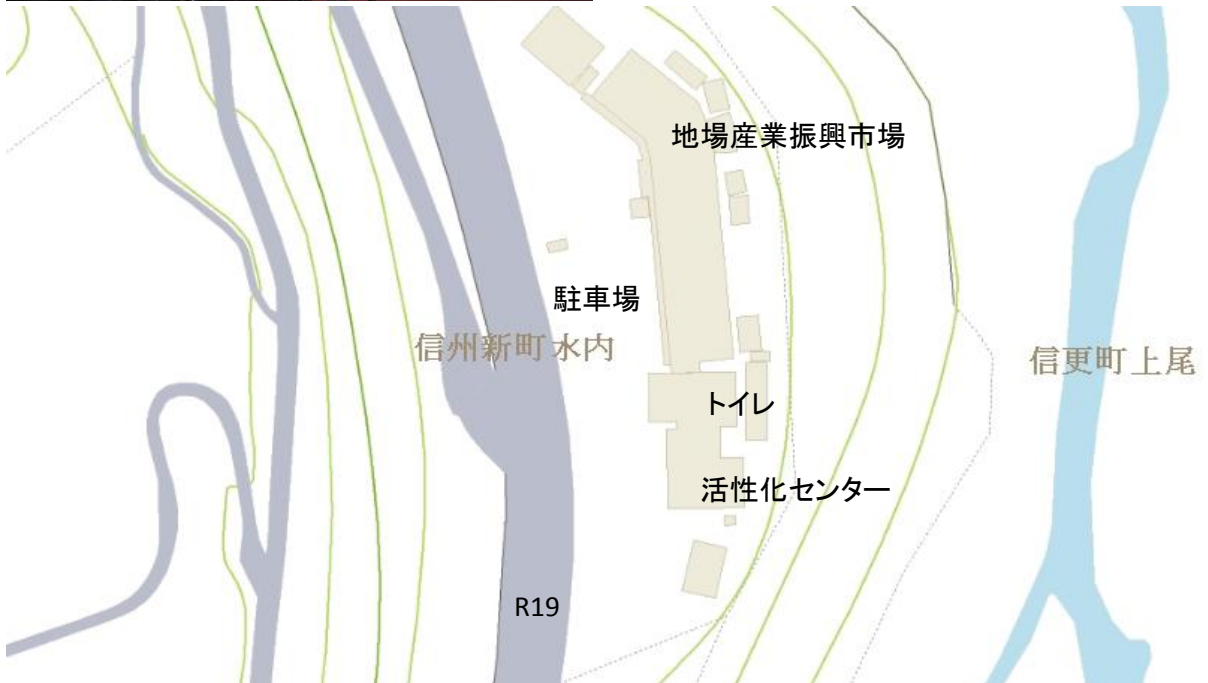 地場産業振興市場
駐車場
信州新町水内
信更町上尾
トイレ
活性化センター
R19